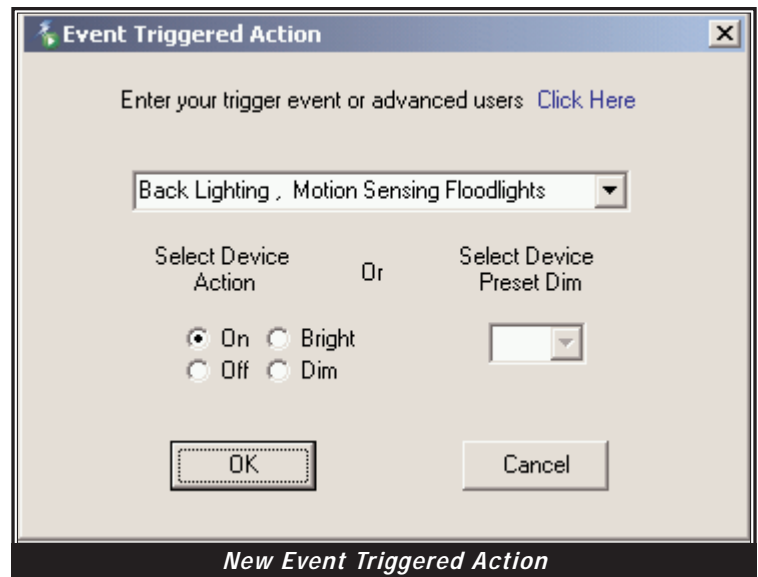 Event Triggered Action
Enter your trigger event or advanced users Click Here
Back Lighting , Motion Sensing Floodlights
Select Device
Action
Or
Select Device
Preset Dim
On Bright
Off Dim
OK
Cancel
New Event Triggered Action